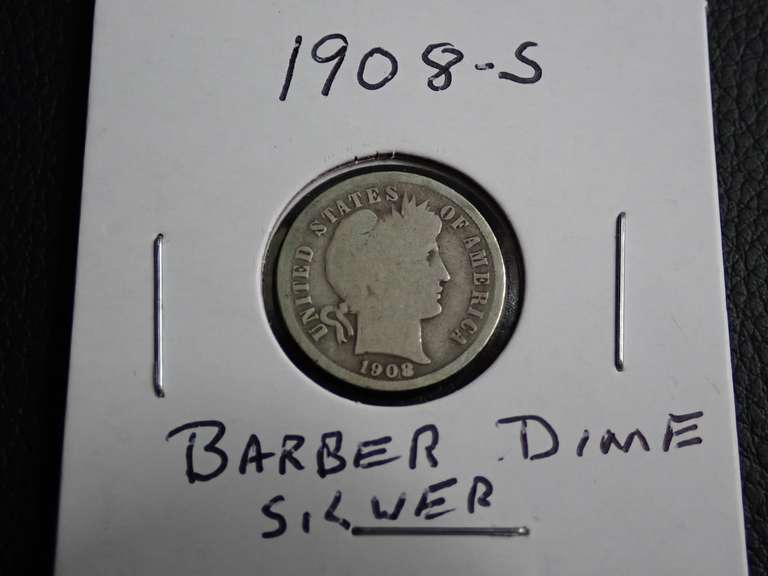 1908-S
UNITED STATES OF AMERICA
1908
BARBER DIME
SILVER